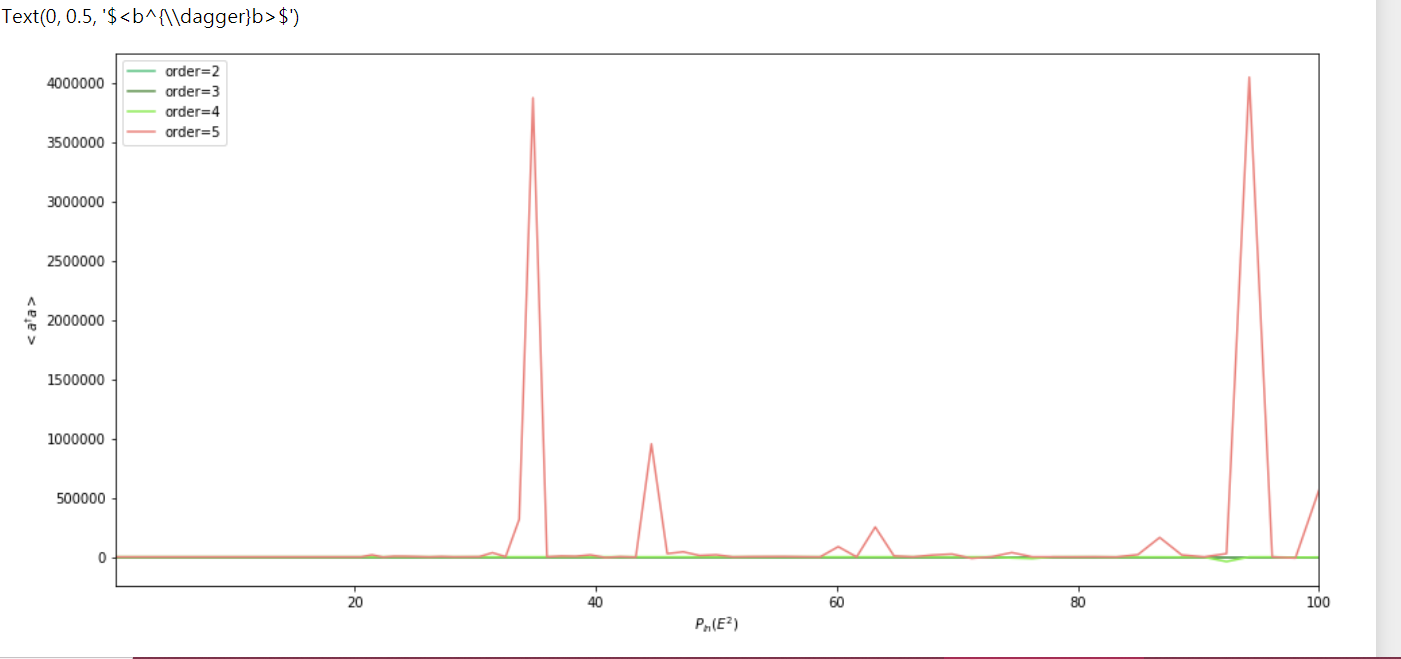 Text(0, 0.5, '$<b^{\\dagger}b>$')
order=2
order=3
order=4
order=5
4000000
3500000
3000000
2500000
2000000
1500000
1000000
500000
0
< a†a >
20 40 60 80 100
P_in(E²)